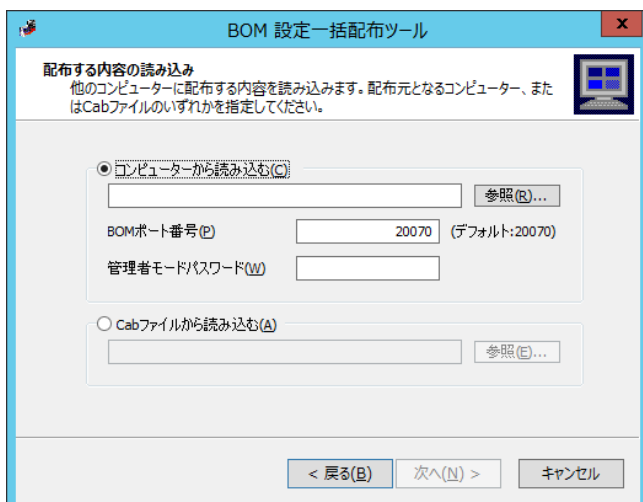 BOM 設定一括配布ツール
x
配布する内容の読み込み
他のコンピューターに配布する内容を読み込みます。配布元となるコンピューター、また
はCabファイルのいずれかを指定してください。
コンピューターから読み込む(C)
参照(R)...
BOMポート番号(P) 20070 (デフォルト:20070)
管理者モードパスワード(W)
Cabファイルから読み込む(A)
参照(E)...
< 戻る(B) 次へ(N) > キャンセル